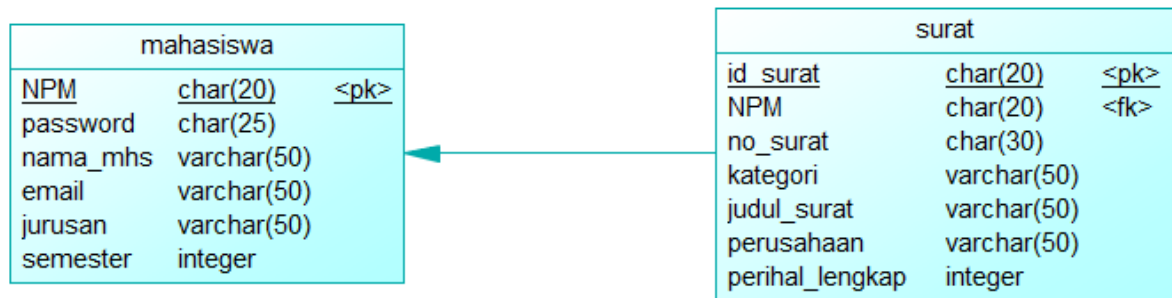 mahasiswa
NPM char(20) <pk>
password char(25)
nama_mhs varchar(50)
email varchar(50)
jurusan varchar(50)
semester integer
surat
id_surat char(20) <pk>
NPM char(20) <fk>
no_surat char(30)
kategori varchar(50)
judul_surat varchar(50)
perusahaan varchar(50)
perihal_lengkap integer